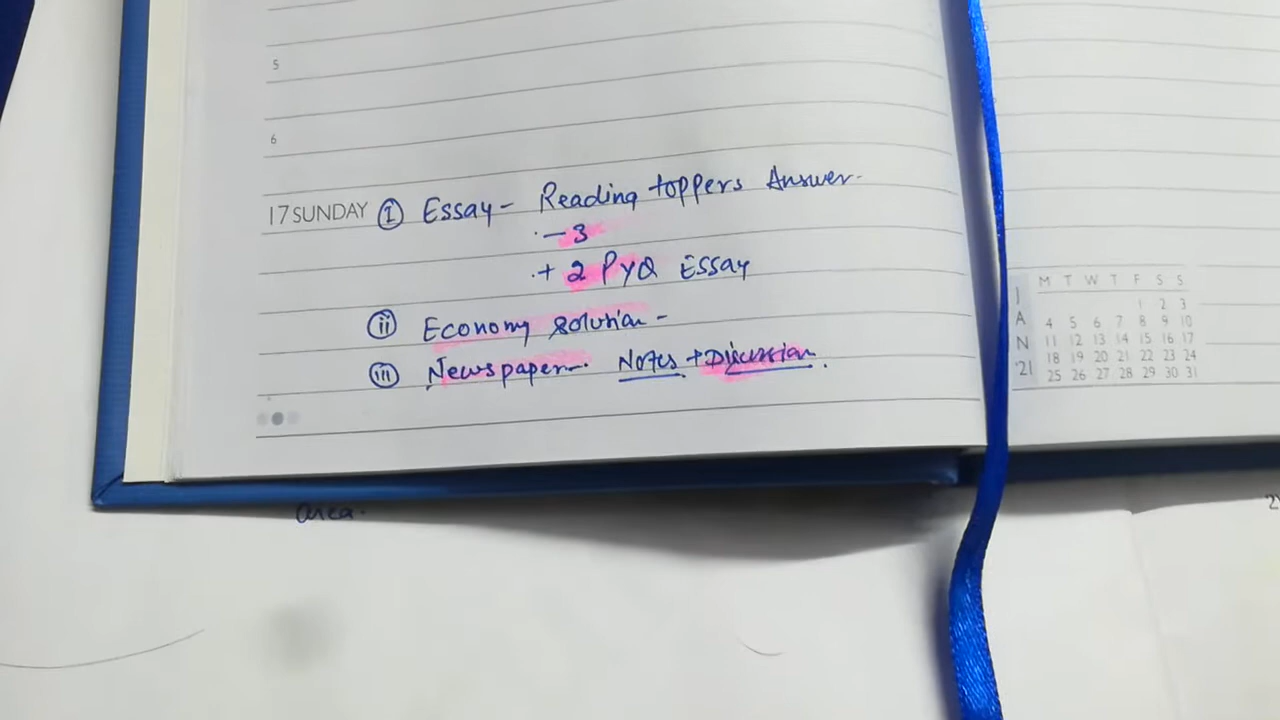 5
6
17 SUNDAY ⓘ Essay - Reading toppers Answer.
- 3
+ 2 PYQ Essay
ⓘⓘ Economy solution -
ⓘⓘⓘ Newspaper - Notes + Discussion.
area.
JAN '21
M T W T F S S
1 2 3
4 5 6 7 8 9 10
11 12 13 14 15 16 17
18 19 20 21 22 23 24
25 26 27 28 29 30 31